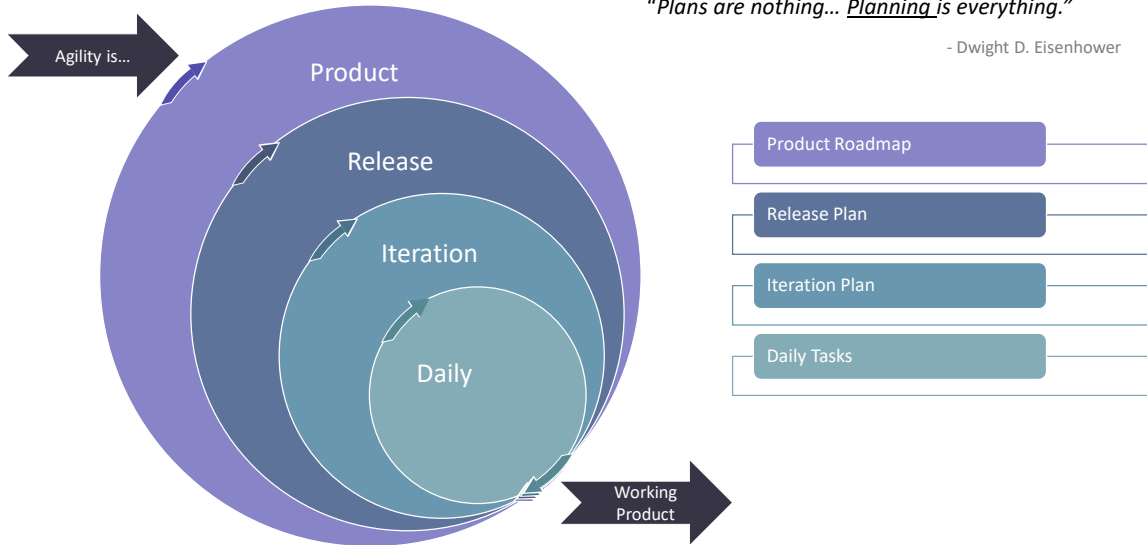 “Plans are nothing… Planning is everything.”
- Dwight D. Eisenhower
Agility is…
Product
Release
Iteration
Daily
Working
Product
Product Roadmap
Release Plan
Iteration Plan
Daily Tasks